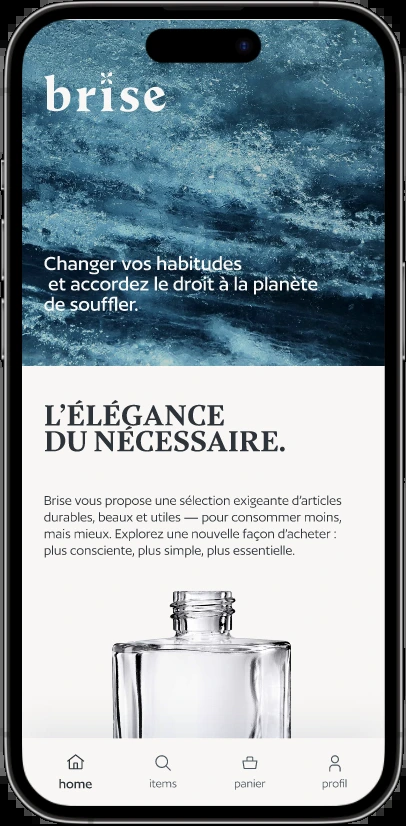 brise
Changer vos habitudes
et accordez le droit à la planète
de souffler.
L'ÉLÉGANCE
DU NÉCESSAIRE.
Brise vous propose une sélection exigeante d'articles
durables, beaux et utiles — pour consommer moins,
mais mieux. Explorez une nouvelle façon d'acheter :
plus consciente, plus simple, plus essentielle.
home
items
panier
profil